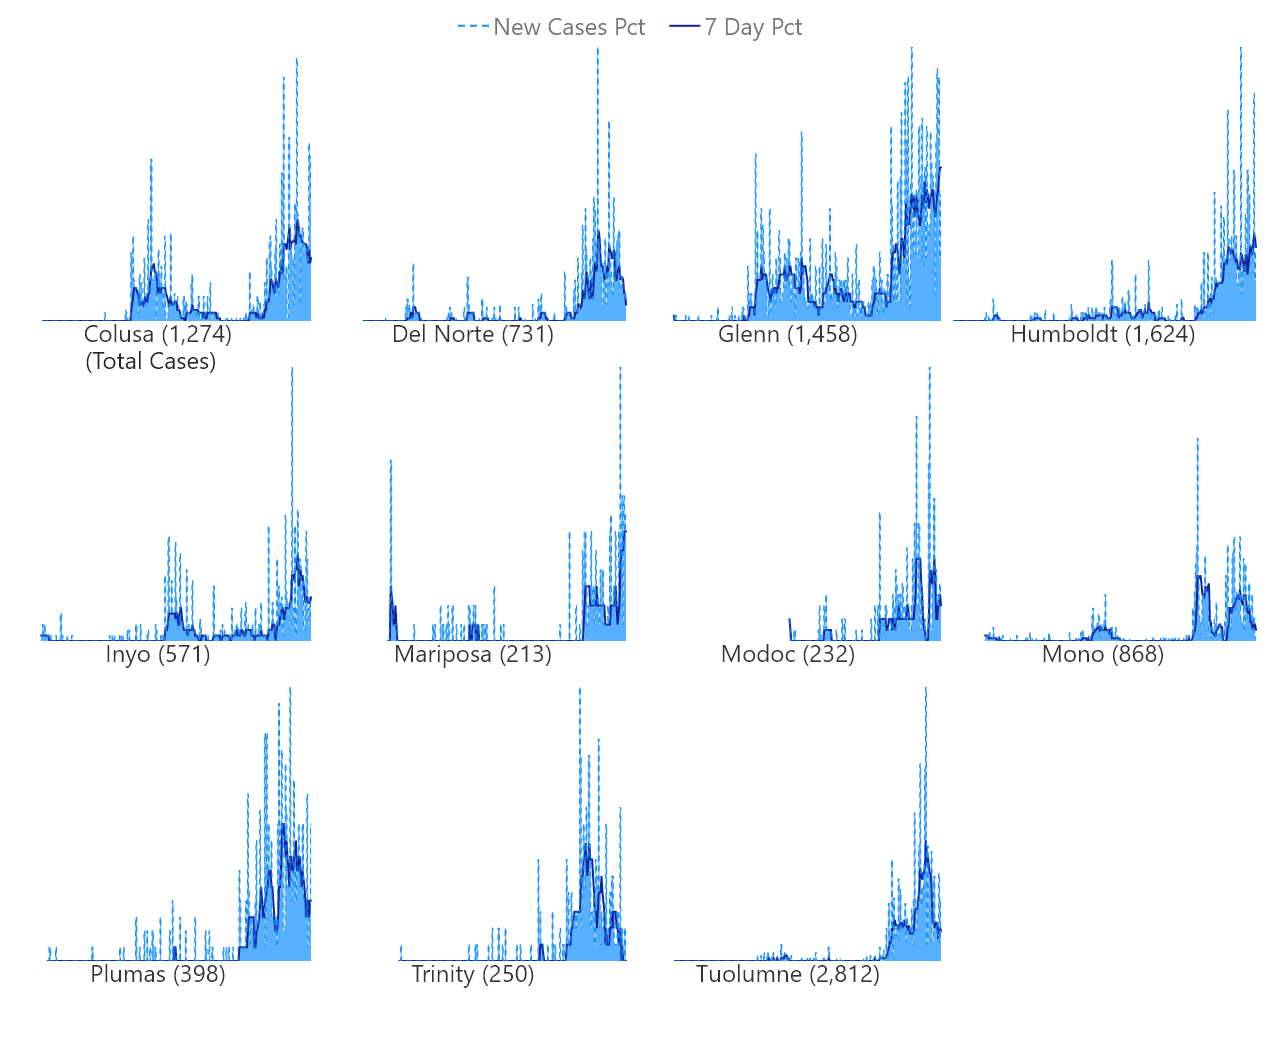 New Cases Pct 7 Day Pct
Colusa (1,274) Del Norte (731) Glenn (1,458) Humboldt (1,624)
(Total Cases)
Inyo (571) Mariposa (213) Modoc (232) Mono (868)
Plumas (398) Trinity (250) Tuolumne (2,812)